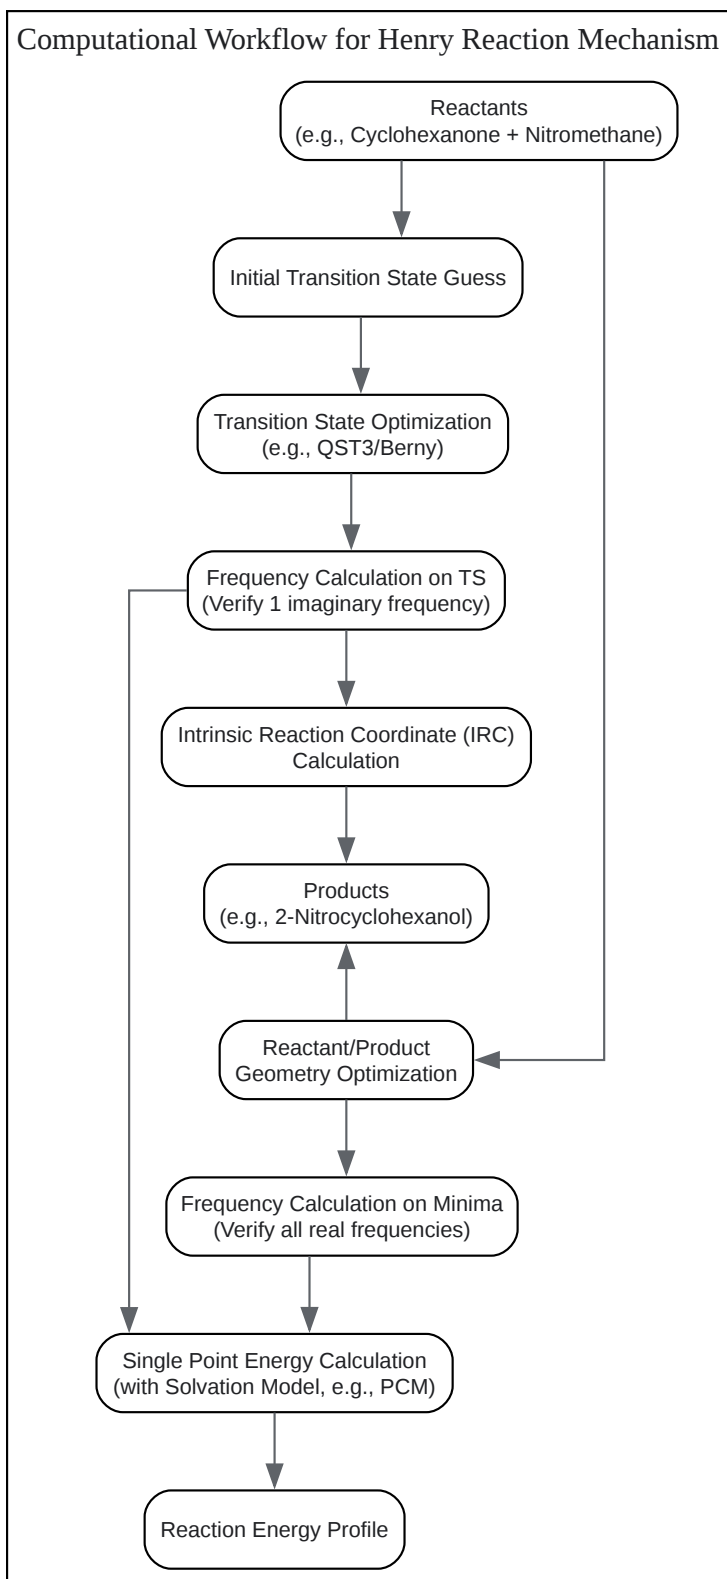 Computational Workflow for Henry Reaction Mechanism
Reactants
(e.g., Cyclohexanone + Nitromethane)
Initial Transition State Guess
Transition State Optimization
(e.g., QST3/Berny)
Frequency Calculation on TS
(Verify 1 imaginary frequency)
Intrinsic Reaction Coordinate (IRC)
Calculation
Products
(e.g., 2-Nitrocyclohexanol)
Reactant/Product
Geometry Optimization
Frequency Calculation on Minima
(Verify all real frequencies)
Single Point Energy Calculation
(with Solvation Model, e.g., PCM)
Reaction Energy Profile